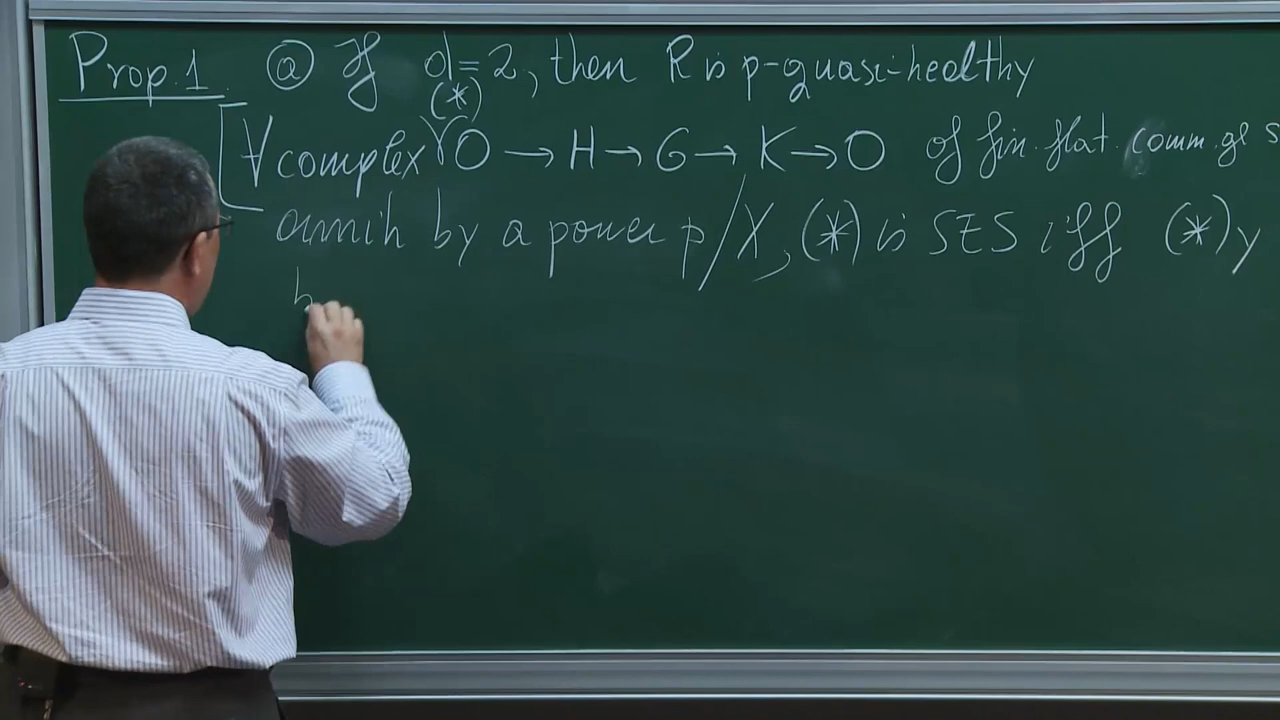 Prop. 1 ⓐ If d=2, then R is p-quasi-healthy
(*)
[∀ complex 0 → H → G → K → 0 of fin. flat. comm. gr s
annih by a power p/X, (*) is SES iff (*)y
h